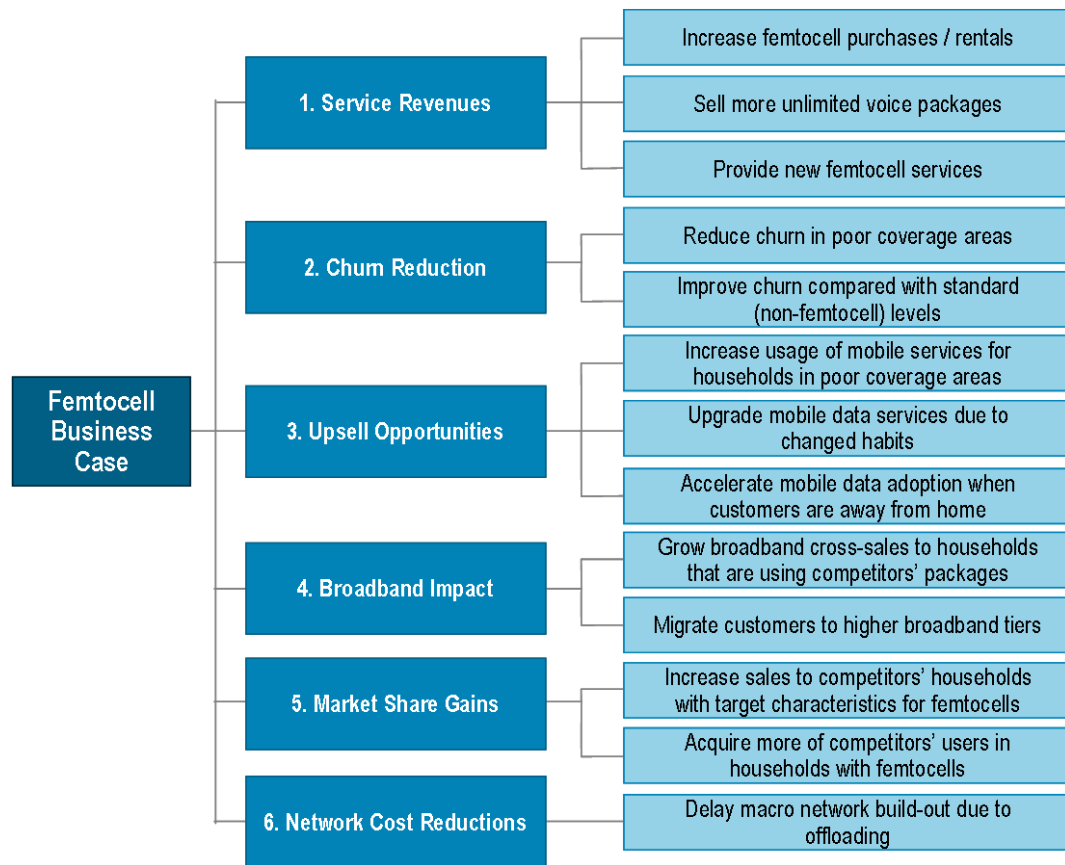 Femtocell
Business
Case
1. Service Revenues
Increase femtocell purchases / rentals
Sell more unlimited voice packages
Provide new femtocell services
2. Churn Reduction
Reduce churn in poor coverage areas
Improve churn compared with standard
(non-femtocell) levels
3. Upsell Opportunities
Increase usage of mobile services for
households in poor coverage areas
Upgrade mobile data services due to
changed habits
Accelerate mobile data adoption when
customers are away from home
4. Broadband Impact
Grow broadband cross-sales to households
that are using competitors’ packages
Migrate customers to higher broadband tiers
5. Market Share Gains
Increase sales to competitors’ households
with target characteristics for femtocells
Acquire more of competitors’ users in
households with femtocells
6. Network Cost Reductions
Delay macro network build-out due to
offloading